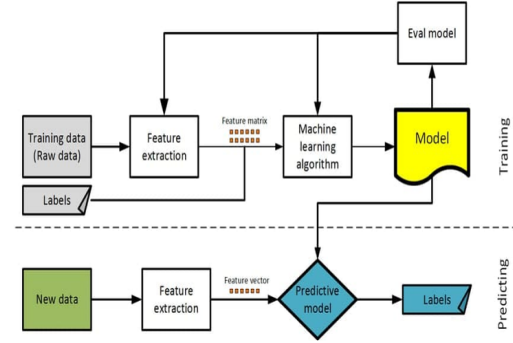 Eval model
Training data
(Raw data)
Feature
extraction
Feature matrix
Machine
learning
algorithm
Model
Labels
Training
New data
Feature
extraction
Feature vector
Predictive
model
Labels
Predicting